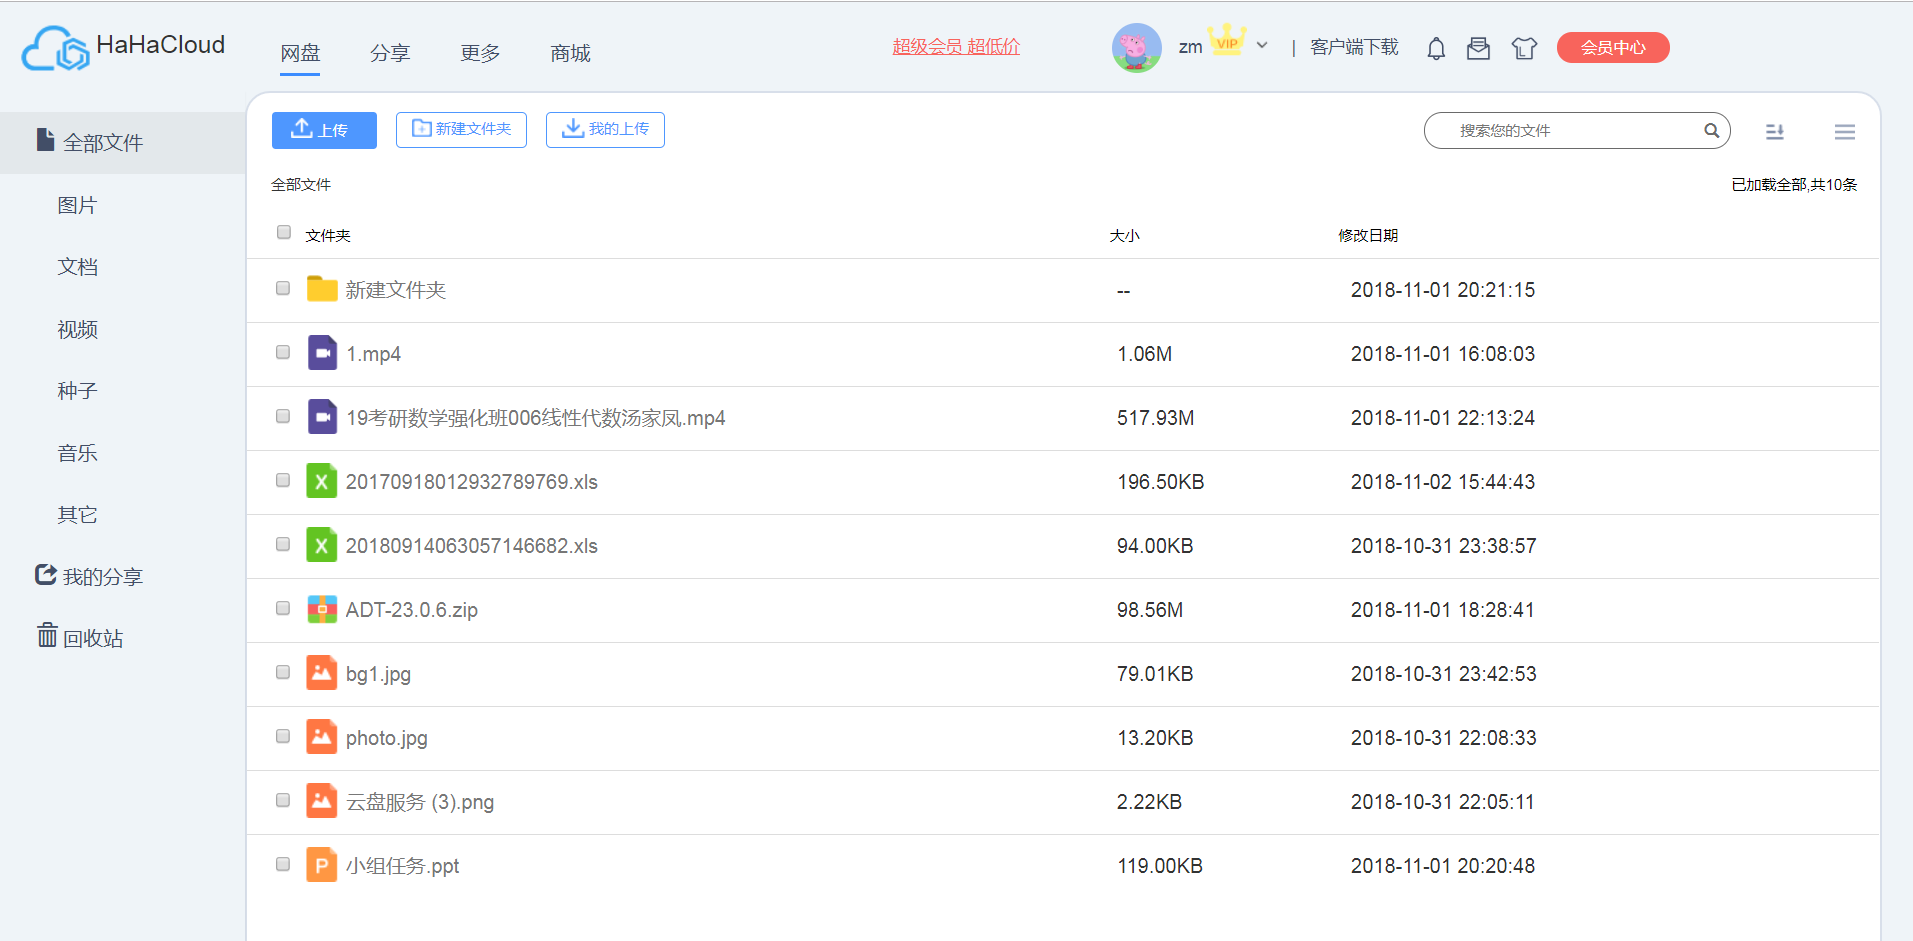 HaHaCloud 网盘 分享 更多 商城 超级会员 超低价 zm VIP | 客户端下载 会员中心
全部文件
图片
文档
视频
种子
音乐
其它
我的分享
回收站
上传 新建文件夹 我的上传 搜索您的文件
全部文件 已加载全部,共10条
文件夹 大小 修改日期
新建文件夹 -- 2018-11-01 20:21:15
1.mp4 1.06M 2018-11-01 16:08:03
19考研数学强化班006线性代数汤家凤.mp4 517.93M 2018-11-01 22:13:24
X 20170918012932789769.xls 196.50KB 2018-11-02 15:44:43
X 20180914063057146682.xls 94.00KB 2018-10-31 23:38:57
ADT-23.0.6.zip 98.56M 2018-11-01 18:28:41
bg1.jpg 79.01KB 2018-10-31 23:42:53
photo.jpg 13.20KB 2018-10-31 22:08:33
云盘服务 (3).png 2.22KB 2018-10-31 22:05:11
P 小组任务.ppt 119.00KB 2018-11-01 20:20:48